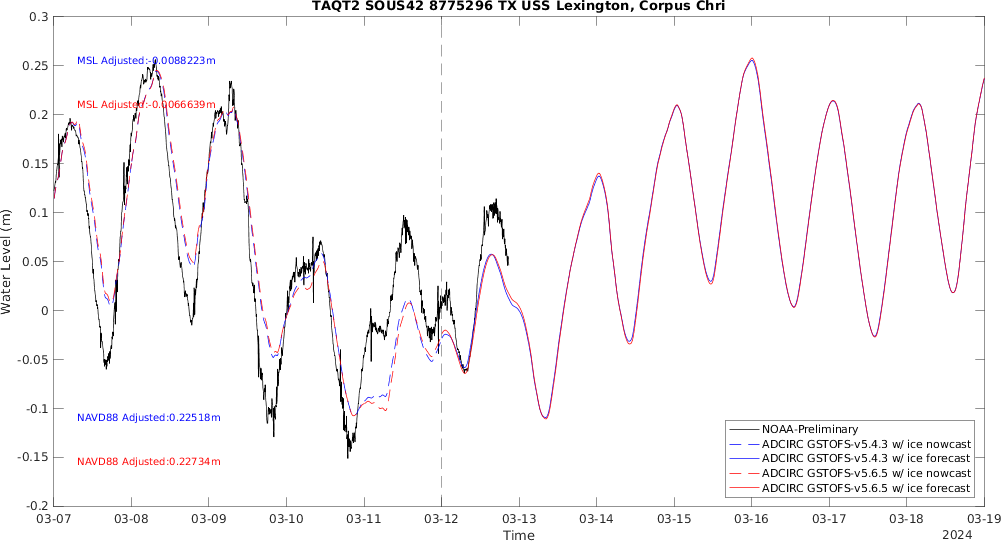 TAQT2 SOUS42 8775296 TX USS Lexington, Corpus Chri
0.3
0.25
0.2
0.15
0.1
0.05
0
-0.05
-0.1
-0.15
-0.2
Water Level (m)
MSL Adjusted:-0.0088223m
MSL Adjusted:-0.0066639m
NAVD88 Adjusted:0.22518m
NAVD88 Adjusted:0.22734m
NOAA-Preliminary
ADCIRC GSTOFS-v5.4.3 w/ ice nowcast
ADCIRC GSTOFS-v5.4.3 w/ ice forecast
ADCIRC GSTOFS-v5.6.5 w/ ice nowcast
ADCIRC GSTOFS-v5.6.5 w/ ice forecast
03-07 03-08 03-09 03-10 03-11 03-12 03-13 03-14 03-15 03-16 03-17 03-18 03-19
Time
2024